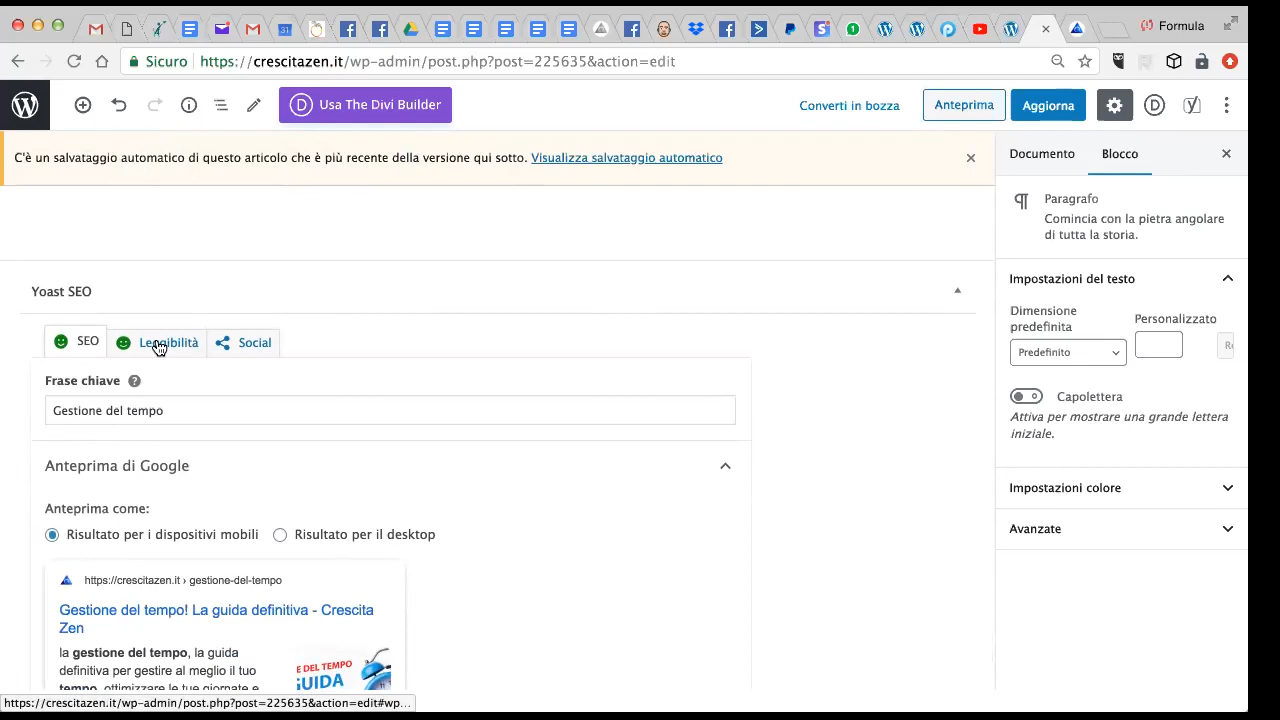 Formula
Sicuro https://crescitazen.it/wp-admin/post.php?post=225635&action=edit
Usa The Divi Builder
Converti in bozza
Anteprima
Aggiorna
C'è un salvataggio automatico di questo articolo che è più recente della versione qui sotto. Visualizza salvataggio automatico
Documento
Blocco
Paragrafo
Comincia con la pietra angolare
di tutta la storia.
Yoast SEO
SEO
Leggibilità
Social
Frase chiave
Gestione del tempo
Anteprima di Google
Anteprima come:
Risultato per i dispositivi mobili
Risultato per il desktop
https://crescitazen.it › gestione-del-tempo
Gestione del tempo! La guida definitiva - Crescita
Zen
la gestione del tempo, la guida
definitiva per gestire al meglio il tuo
tempo, ottimizzare le tue giornate e
E DEL TEMPO
GUIDA
Impostazioni del testo
Dimensione
predefinita
Personalizzato
Predefinito
Re
Capolettera
Attiva per mostrare una grande lettera
iniziale.
Impostazioni colore
Avanzate
https://crescitazen.it/wp-admin/post.php?post=225635&action=edit#wp...